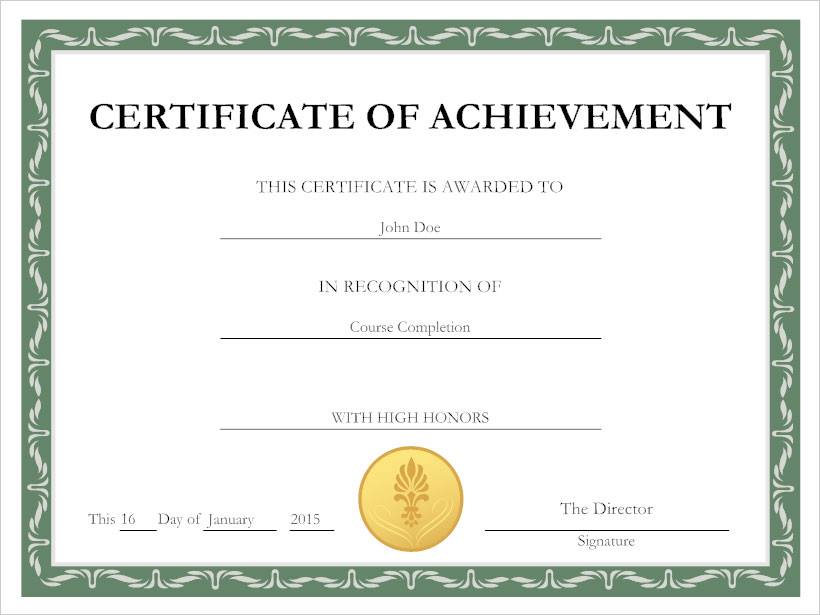 CERTIFICATE OF ACHIEVEMENT
THIS CERTIFICATE IS AWARDED TO
John Doe
IN RECOGNITION OF
Course Completion
WITH HIGH HONORS
The Director
This 16 Day of January 2015
Signature